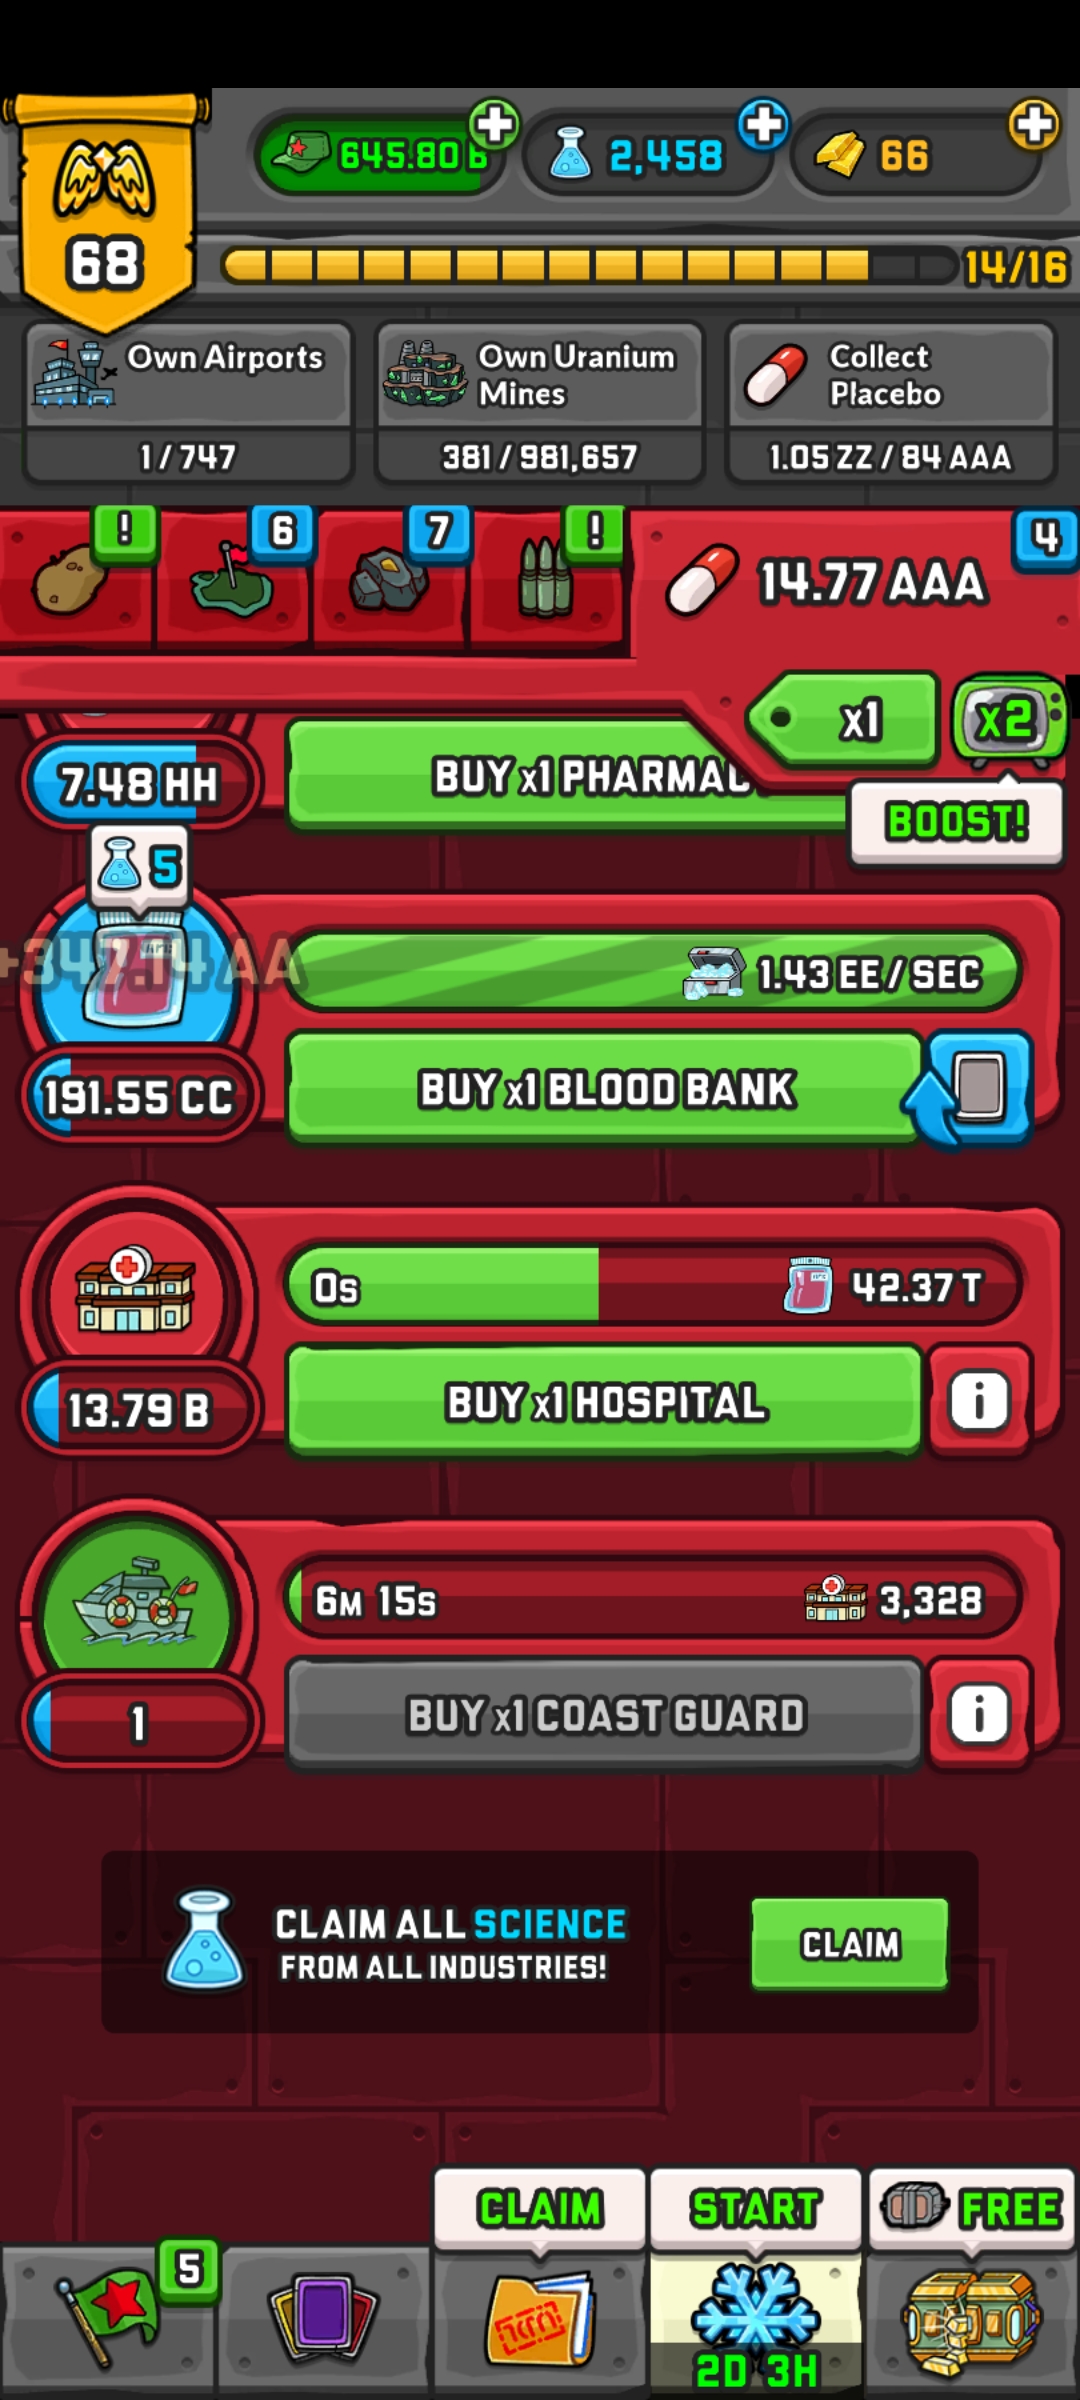 645.80 B
2,458
66
68
14/16
Own Airports
1 / 747
Own Uranium
Mines
381 / 981,657
Collect
Placebo
1.05 ZZ / 84 AAA
!
6
7
!
4
14.77 AAA
x1
x2
BOOST!
7.48 HH
BUY x1 PHARMAC
5
+347.14 AA
1.43 EE / SEC
191.55 CC
BUY x1 BLOOD BANK
0s
42.37 T
13.79 B
BUY x1 HOSPITAL
i
6M 15s
3,328
1
BUY x1 COAST GUARD
i
CLAIM ALL SCIENCE
FROM ALL INDUSTRIES!
CLAIM
CLAIM
START
FREE
5
2D 3H